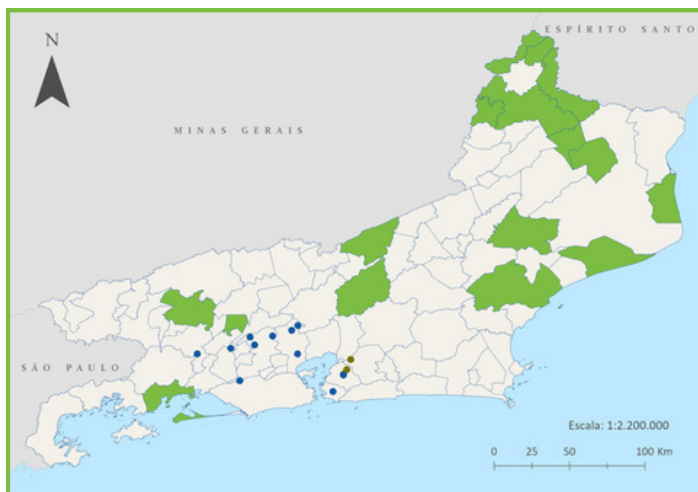 ESPÍRITO SANTO
N
MINAS GERAIS
SÃO PAULO
Escala: 1:2.200.000
0 25 50 100 Km